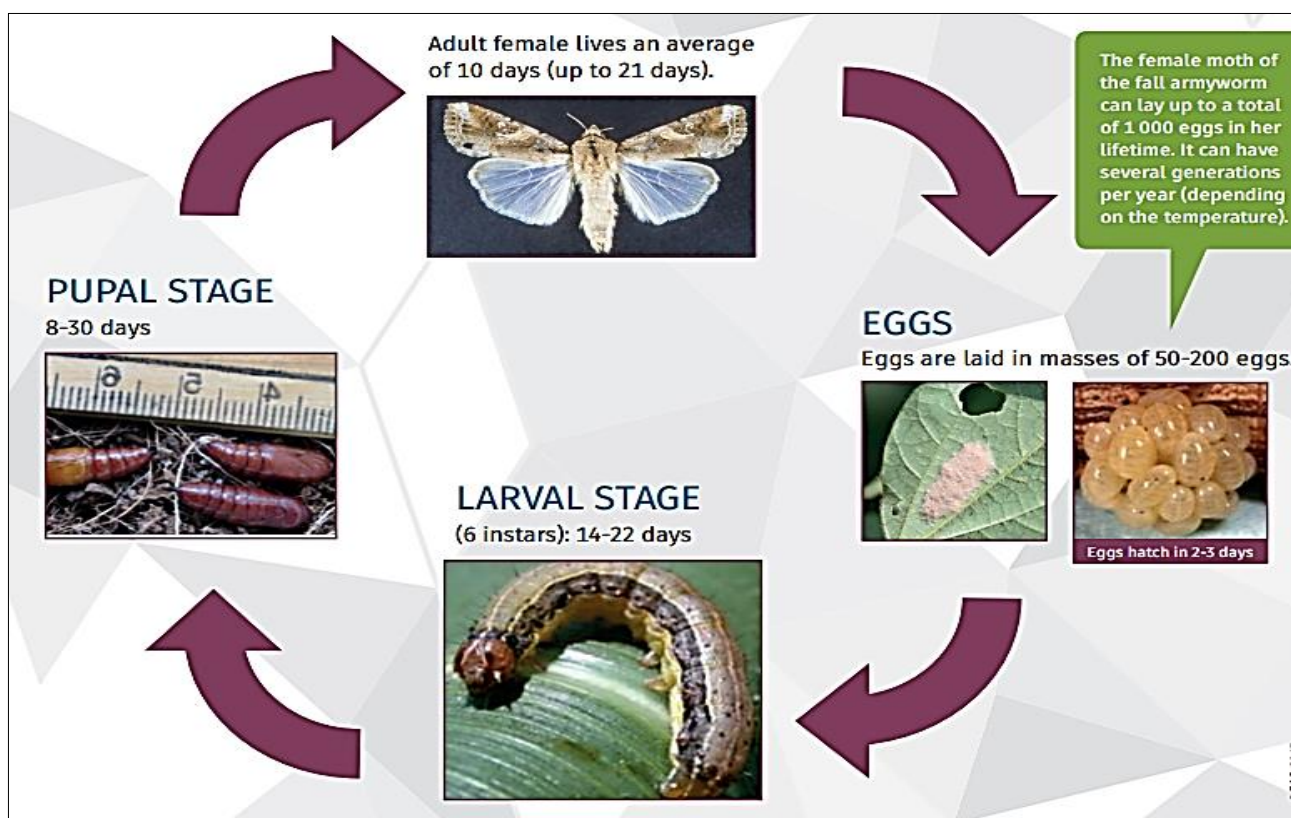 Adult female lives an average
of 10 days (up to 21 days).
The female moth of
the fall armyworm
can lay up to a total
of 1 000 eggs in her
lifetime. It can have
several generations
per year (depending
on the temperature).
EGGS
Eggs are laid in masses of 50-200 eggs.
Eggs hatch in 2-3 days
LARVAL STAGE
(6 instars): 14-22 days
PUPAL STAGE
8-30 days
6 5 4